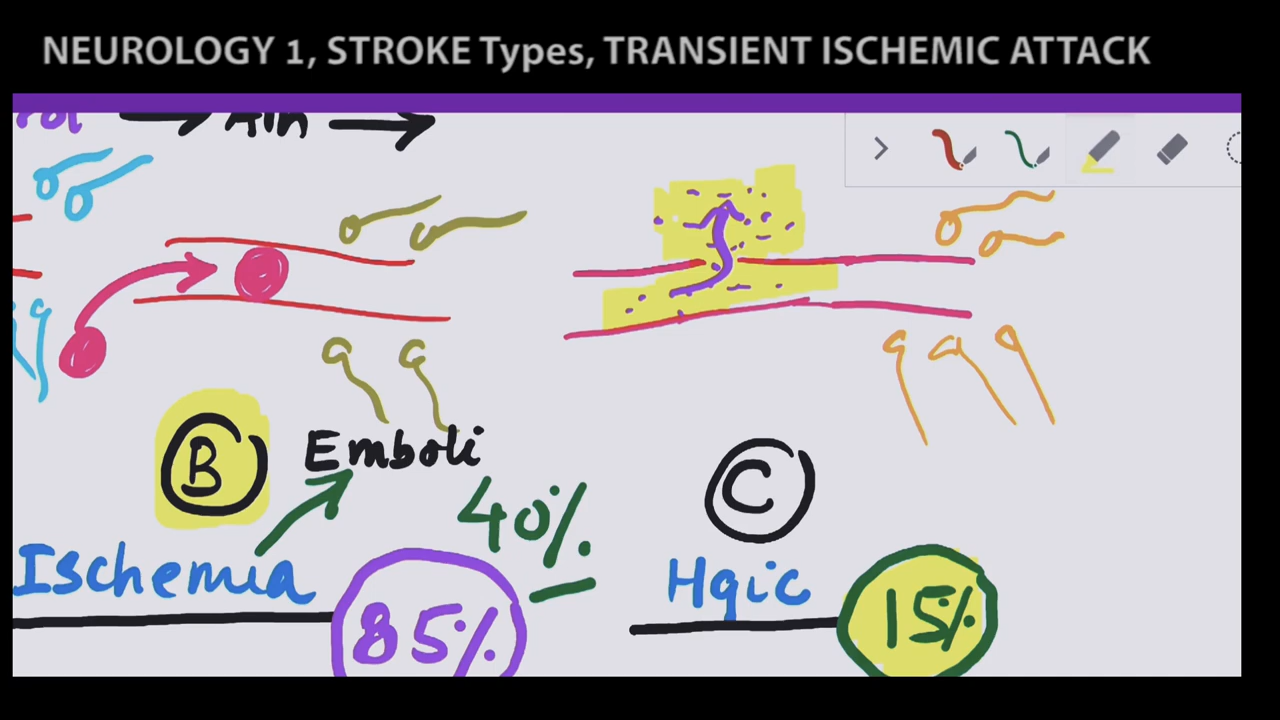 NEUROLOGY 1, STROKE Types, TRANSIENT ISCHEMIC ATTACK
B Emboli
40%
C
Ischemia 85%
Hgic 15%